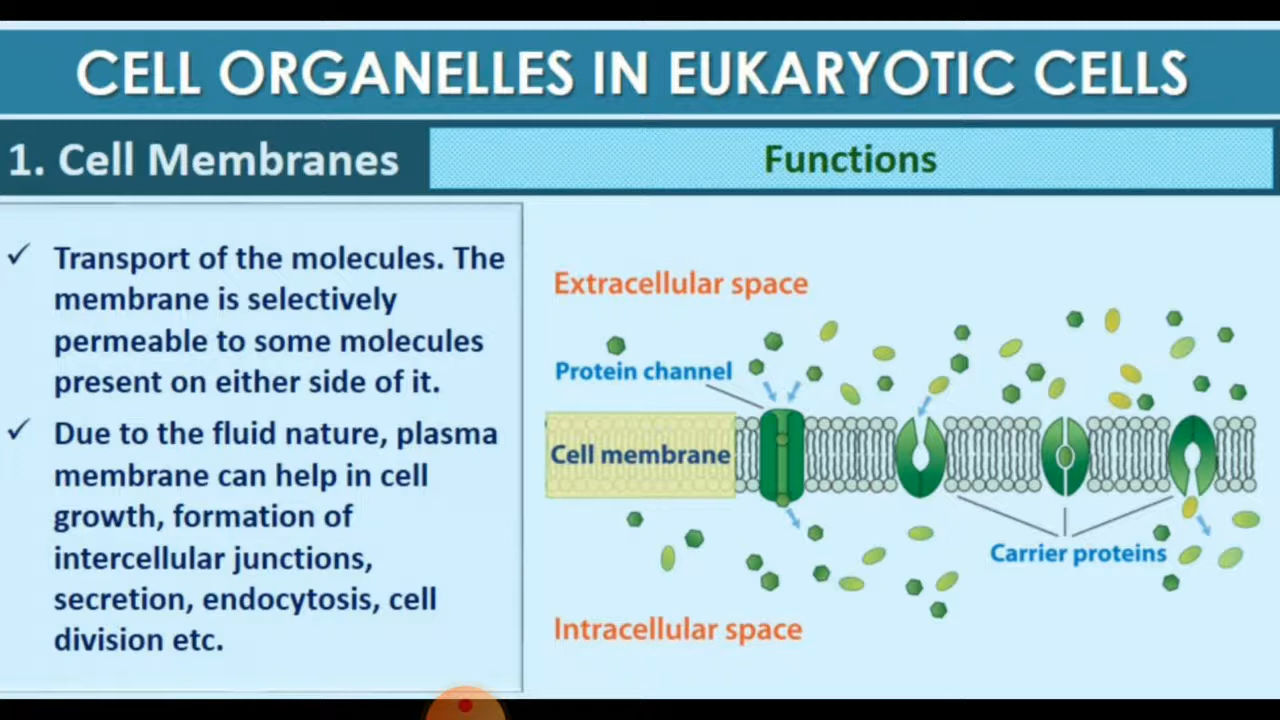 CELL ORGANELLES IN EUKARYOTIC CELLS
1. Cell Membranes
Functions
✓ Transport of the molecules. The
membrane is selectively
permeable to some molecules
present on either side of it.
✓ Due to the fluid nature, plasma
membrane can help in cell
growth, formation of
intercellular junctions,
secretion, endocytosis, cell
division etc.
Extracellular space
Protein channel
Cell membrane
Carrier proteins
Intracellular space